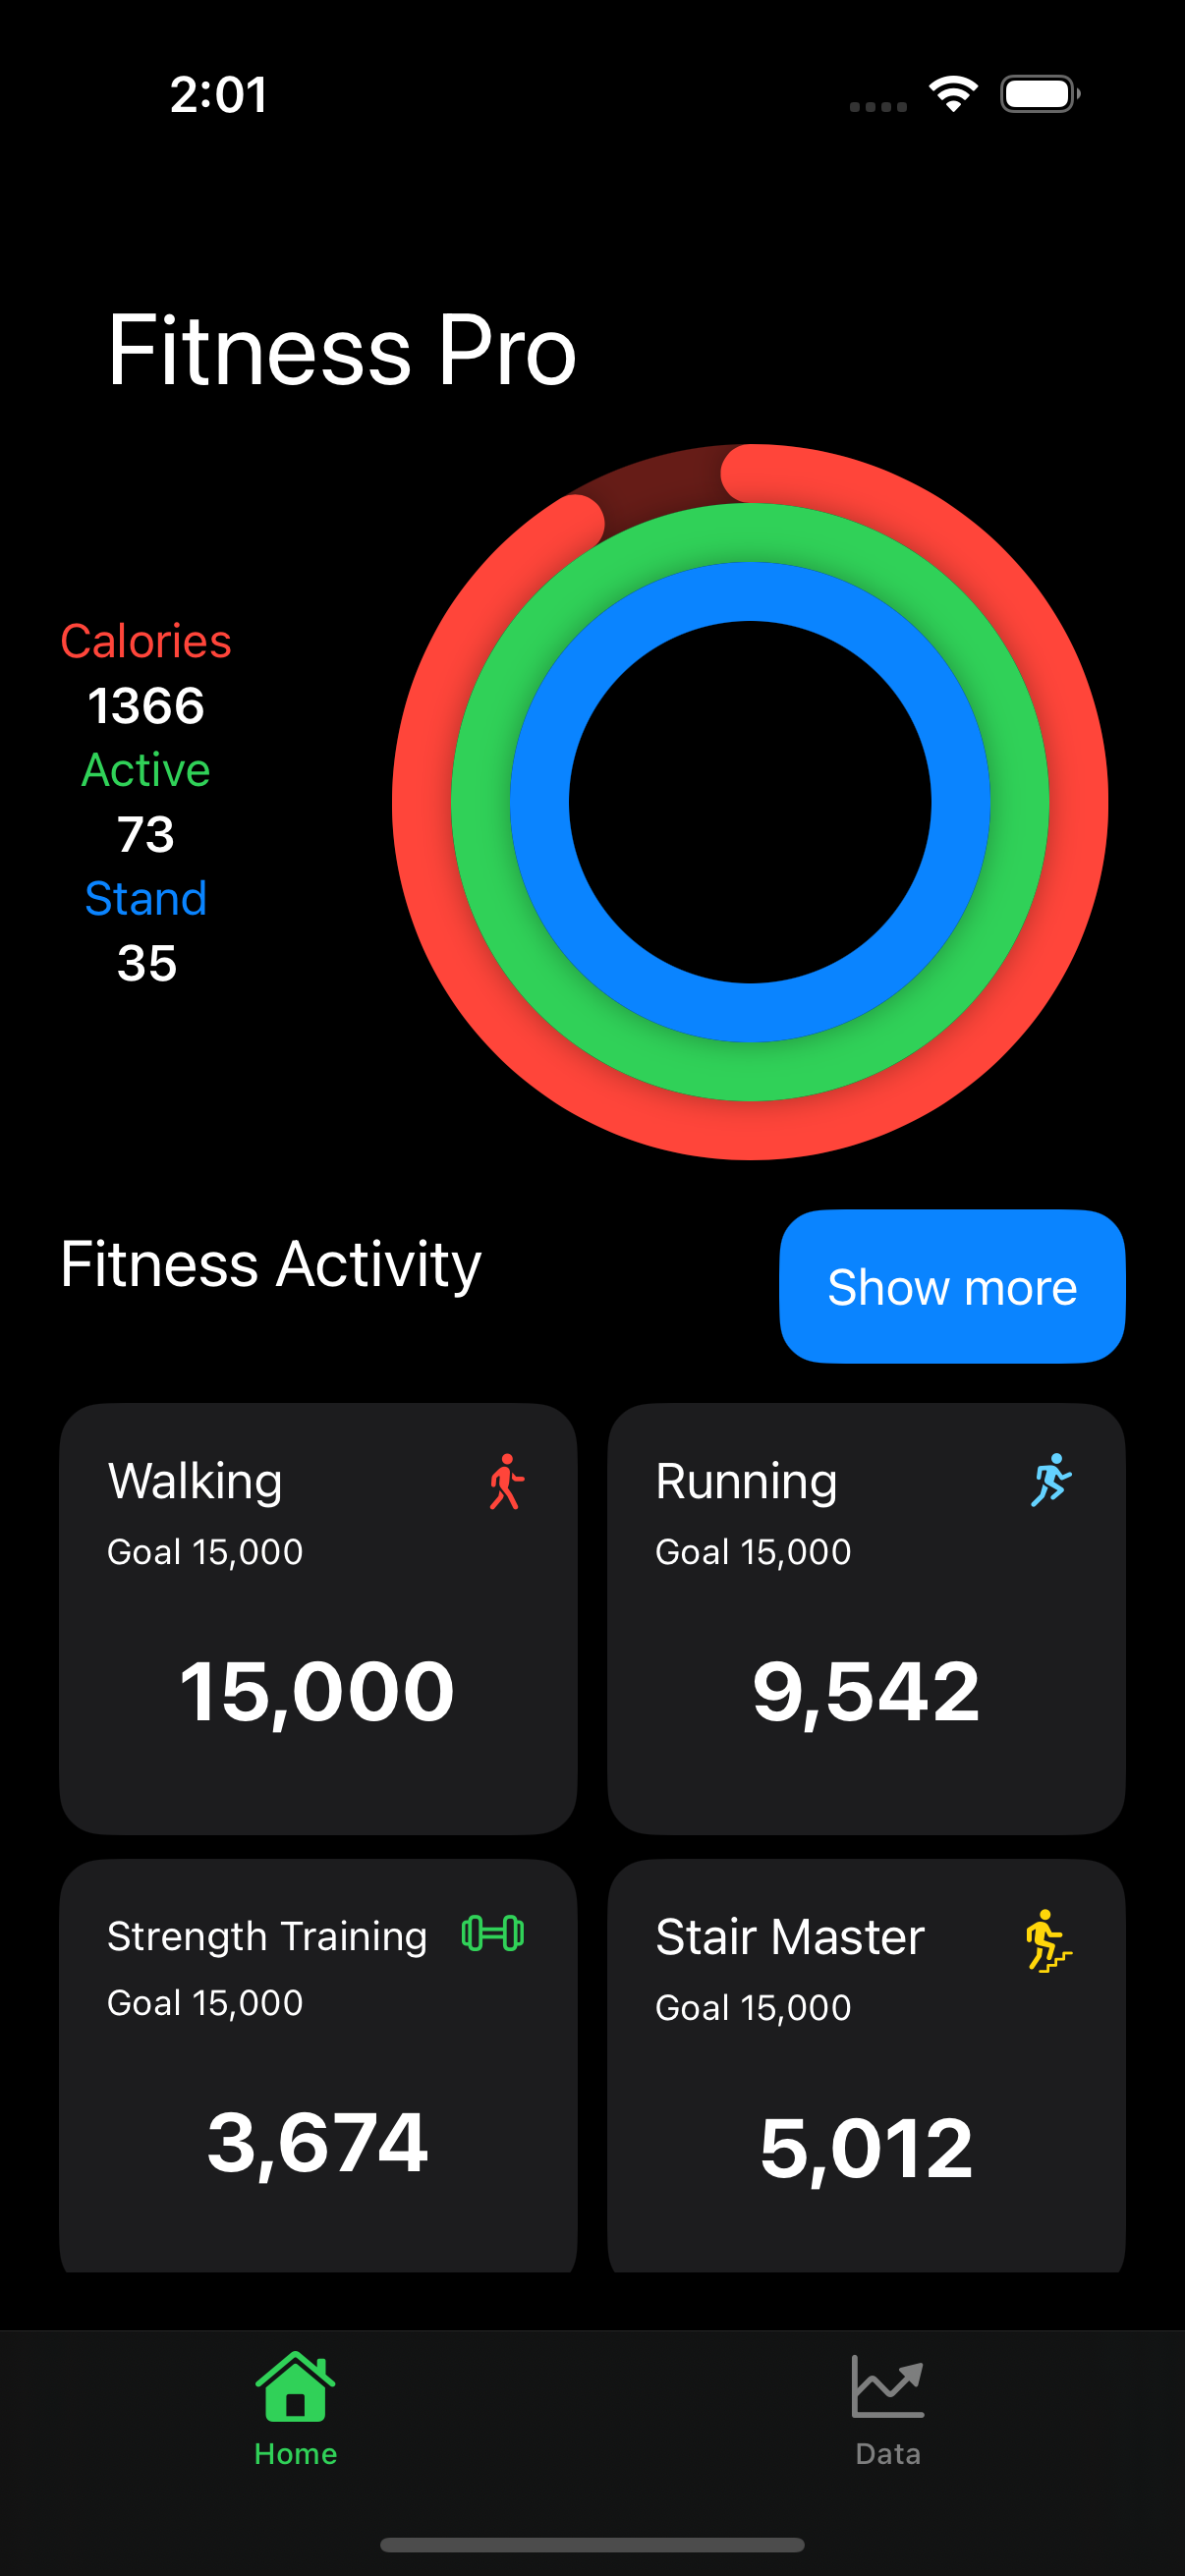 2:01
Fitness Pro
Calories
1366
Active
73
Stand
35
Fitness Activity
Show more
Walking
Goal 15,000
15,000
Running
Goal 15,000
9,542
Strength Training
Goal 15,000
3,674
Stair Master
Goal 15,000
5,012
Home
Data